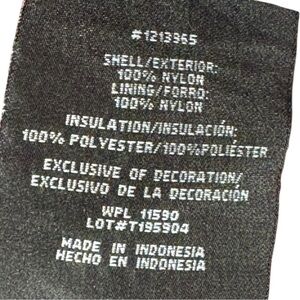 #1213965
SHELL/EXTERIOR:
100% NYLON
LINING/FORRO:
100% NYLON
INSULATION/INSULACIÓN:
100% POLYESTER/100%POLIÉSTER
EXCLUSIVE OF DECORATION/
EXCLUSIVO DE LA DECORACIÓN
WPL 11590
LOT#T195904
MADE IN INDONESIA
HECHO EN INDONESIA